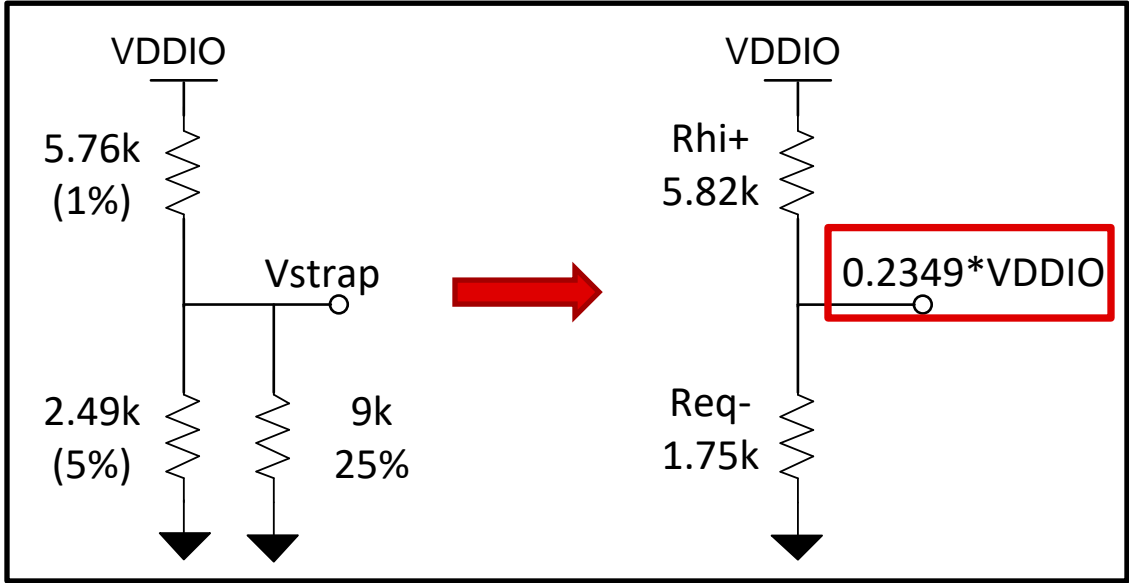 VDDIO
5.76k
(1%)
Vstrap
2.49k
(5%)
9k
25%
VDDIO
Rhi+
5.82k
0.2349*VDDIO
Req-
1.75k